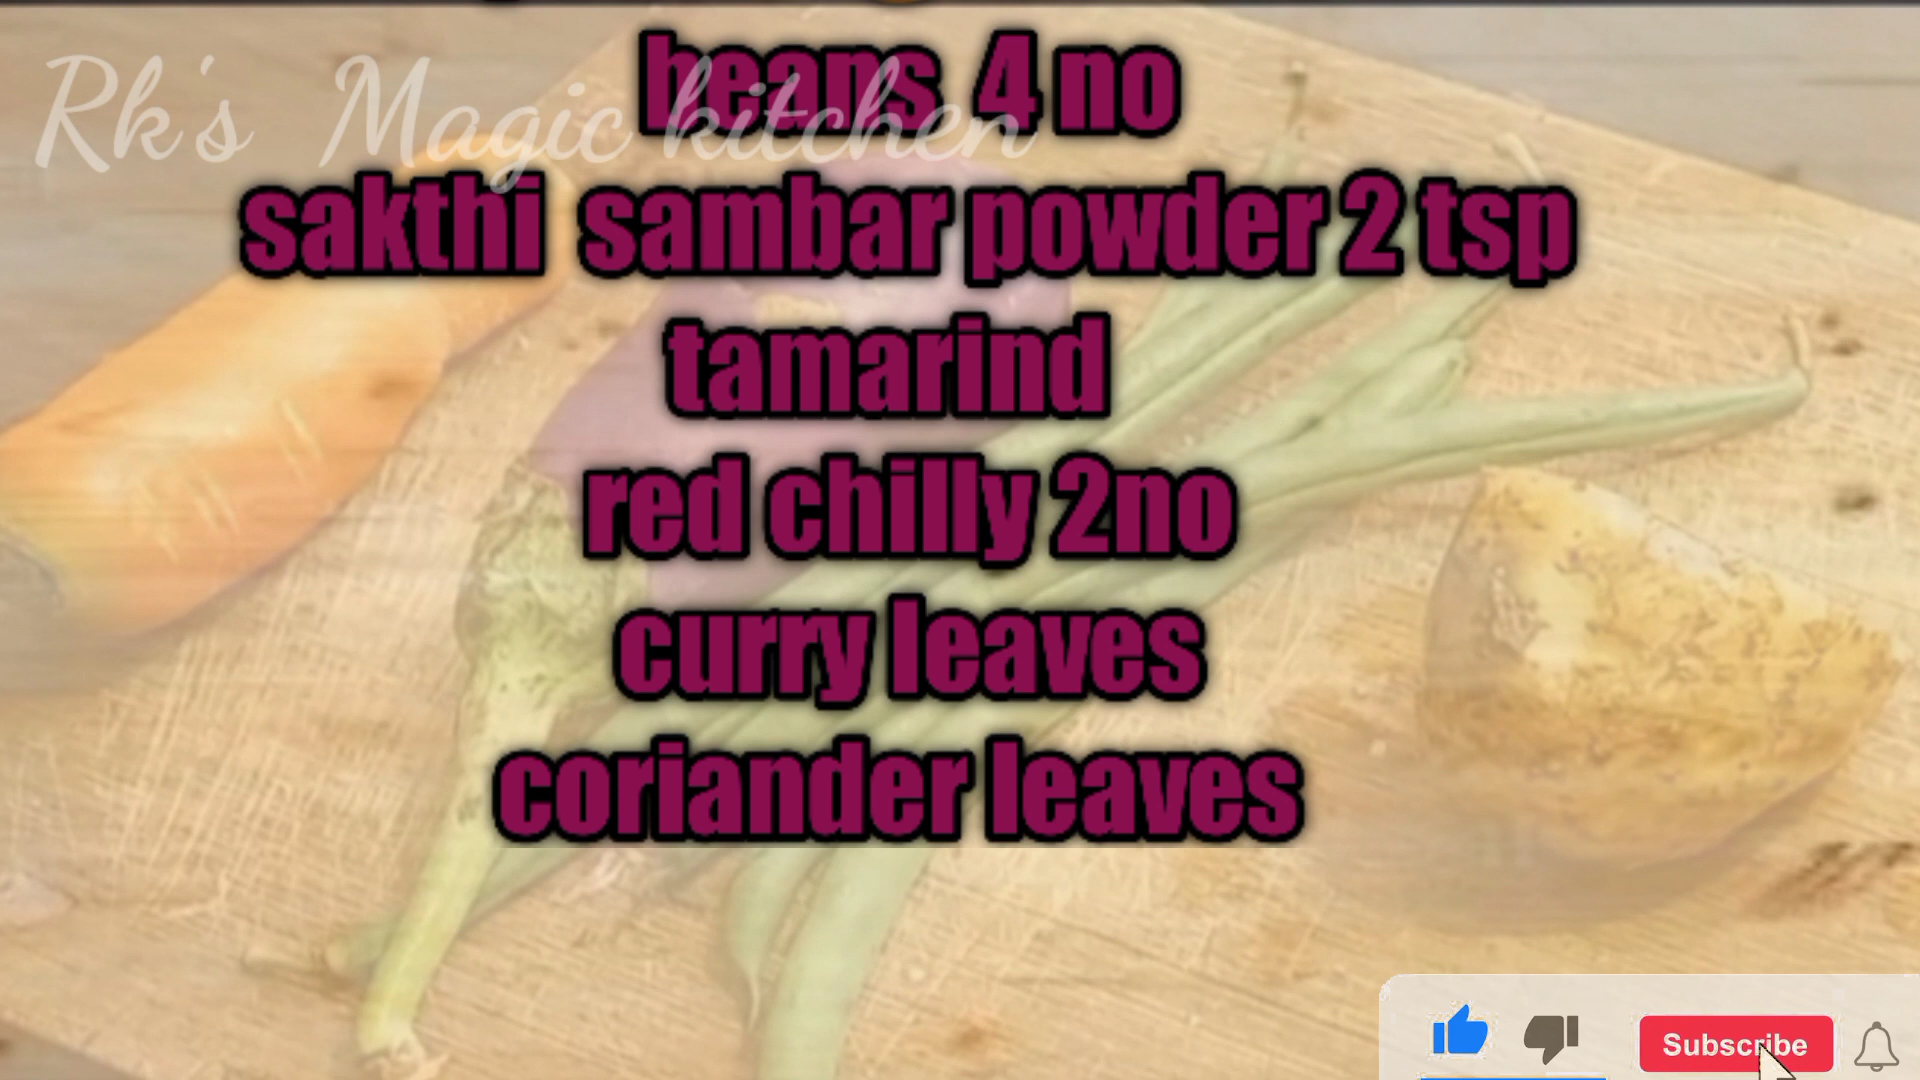 Rk's Magic kitchen
beans 4 no
sakthi sambar powder 2 tsp
tamarind
red chilly 2no
curry leaves
coriander leaves
Subscribe